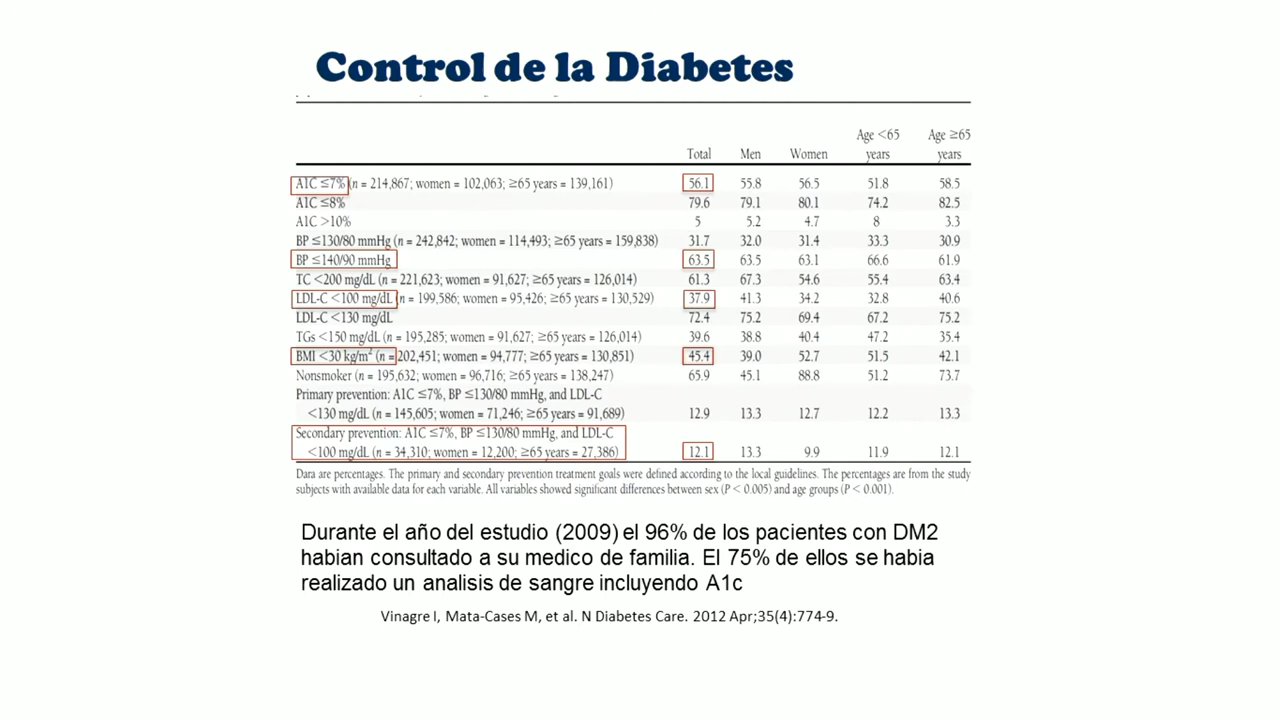 Control de la Diabetes
Total Men Women Age <65 years Age ≥65 years
A1C ≤7% (n = 214,867; women = 102,063; ≥65 years = 139,161) 56.1 55.8 56.5 51.8 58.5
A1C ≤8% 79.6 79.1 80.1 74.2 82.5
A1C >10% 5 5.2 4.7 8 3.3
BP ≤130/80 mmHg (n = 242,842; women = 114,493; ≥65 years = 159,838) 31.7 32.0 31.4 33.3 30.9
BP ≤140/90 mmHg 63.5 63.5 63.1 66.6 61.9
TC <200 mg/dL (n = 221,623; women = 91,627; ≥65 years = 126,014) 61.3 67.3 54.6 55.4 63.4
LDL-C <100 mg/dL (n = 199,586; women = 95,426; ≥65 years = 130,529) 37.9 41.3 34.2 32.8 40.6
LDL-C <130 mg/dL 72.4 75.2 69.4 67.2 75.2
TGs <150 mg/dL (n = 195,285; women = 91,627; ≥65 years = 126,014) 39.6 38.8 40.4 47.2 35.4
BMI <30 kg/m² (n = 202,451; women = 94,777; ≥65 years = 130,851) 45.4 39.0 52.7 51.5 42.1
Nonsmoker (n = 195,632; women = 96,716; ≥65 years = 138,247) 65.9 45.1 88.8 51.2 73.7
Primary prevention: A1C ≤7%, BP ≤130/80 mmHg, and LDL-C
<130 mg/dL (n = 145,605; women = 71,246; ≥65 years = 91,689) 12.9 13.3 12.7 12.2 13.3
Secondary prevention: A1C ≤7%, BP ≤130/80 mmHg, and LDL-C
<100 mg/dL (n = 34,310; women = 12,200; ≥65 years = 27,386) 12.1 13.3 9.9 11.9 12.1
Data are percentages. The primary and secondary prevention treatment goals were defined according to the local guidelines. The percentages are from the study
subjects with available data for each variable. All variables showed significant differences between sex (P < 0.005) and age groups (P < 0.001).
Durante el año del estudio (2009) el 96% de los pacientes con DM2
habian consultado a su medico de familia. El 75% de ellos se habia
realizado un analisis de sangre incluyendo A1c
Vinagre I, Mata-Cases M, et al. N Diabetes Care. 2012 Apr;35(4):774-9.